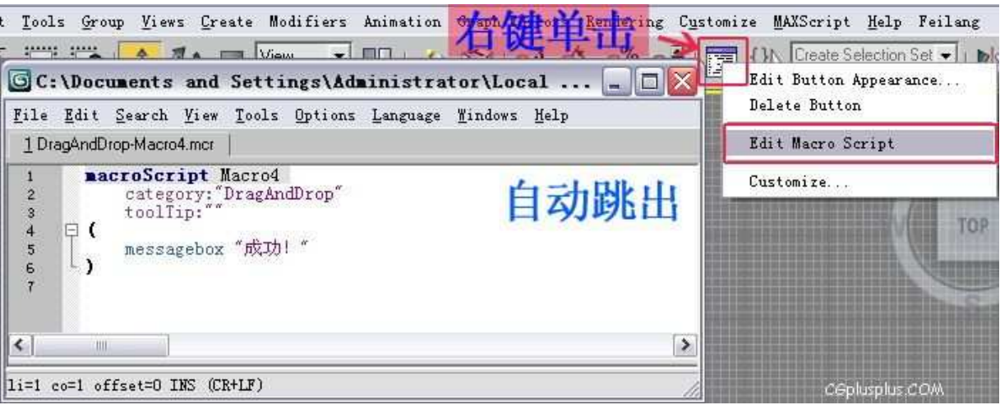 t Tools Group Views Create Modifiers Animation Rendering Customize MAXScript Help Feilang
右键单击
View
Create Selection Set
C:\Documents and Settings\Administrator\Local ...
File Edit Search View Tools Options Language Windows Help
1 DragAndDrop-Macro4.mcr
1 macroScript Macro4
2 category:"DragAndDrop"
3 toolTip:""
4 (
5 messagebox "成功! "
6 )
7
自动跳出
li=1 co=1 offset=0 INS (CR+LF)
Edit Button Appearance...
Delete Button
Edit Macro Script
Customize...
TOP
S
CGplusplus.COM